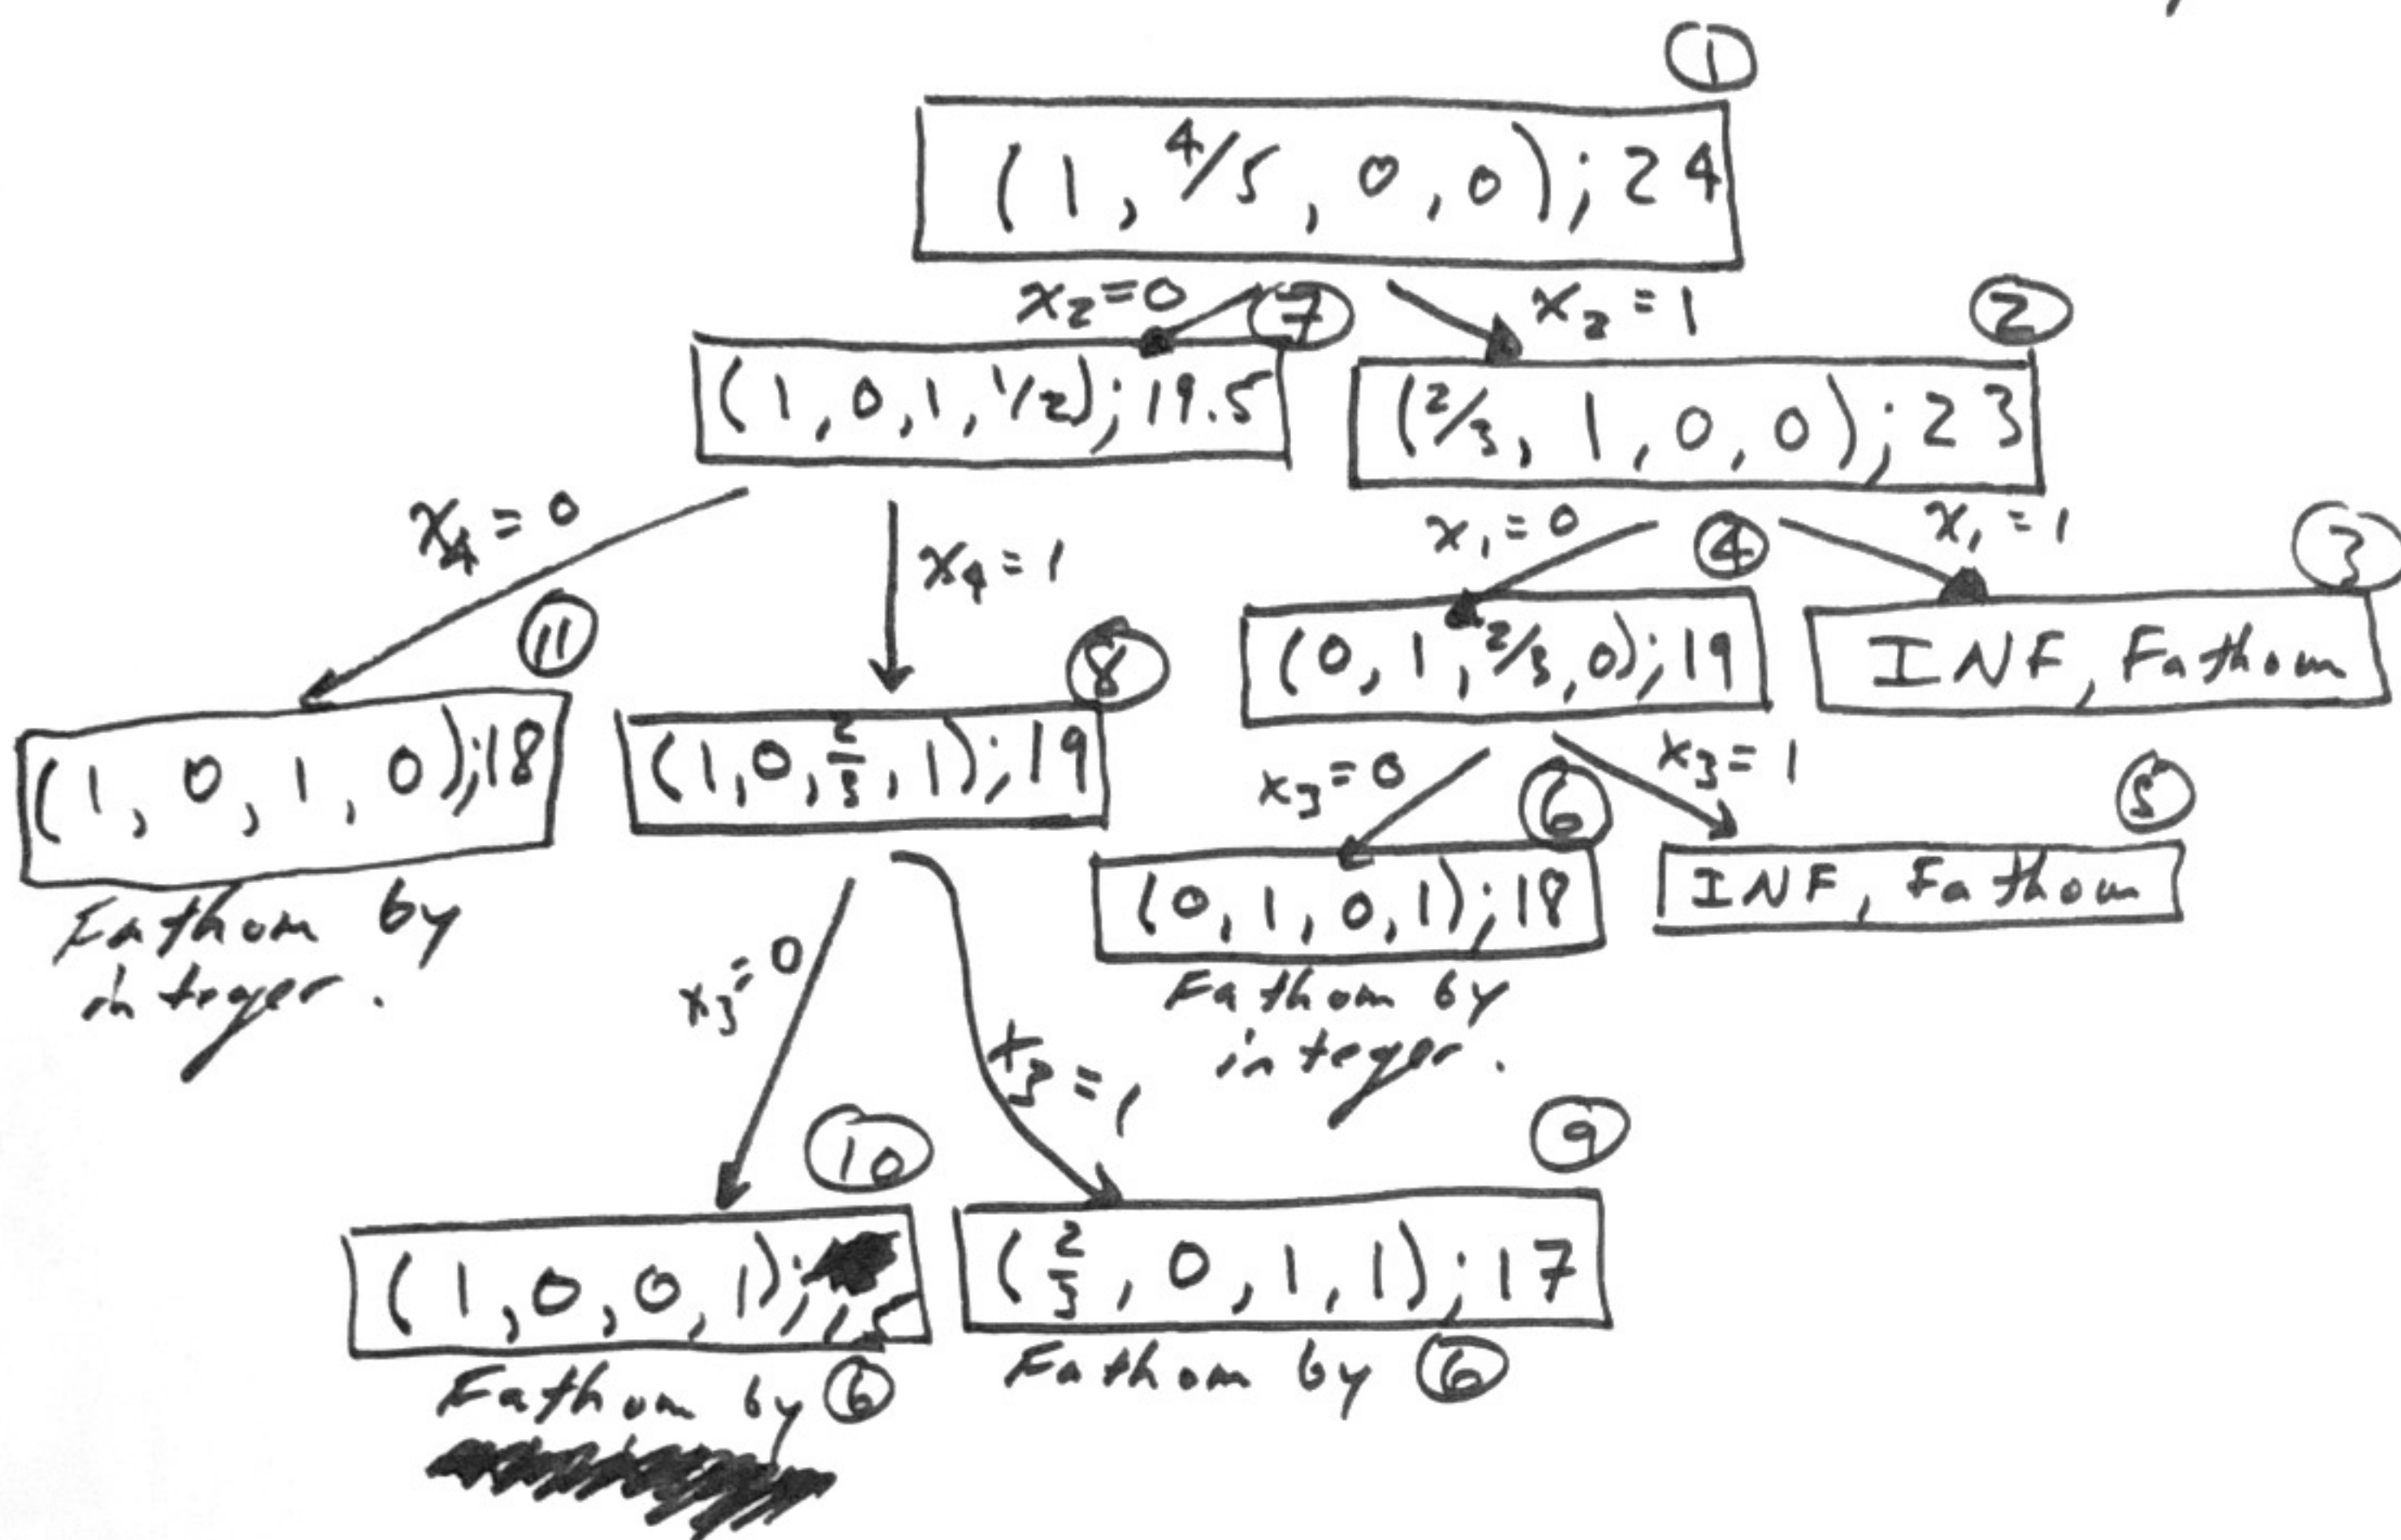 ①
(1, 4/5, 0, 0); 24
x₂=0 x₂=1
⑦ ②
(1, 0, 1, 1/2); 19.5 (2/3, 1, 0, 0); 23
x₄=0 x₄=1 x₁=0 x₁=1
④ ③
(0, 1, 2/3, 0); 19 INF, Fathom
⑪ ⑧
(1, 0, 1, 0); 18 (1, 0, 2/3, 1); 19
x₃=0 x₃=1
⑥ ⑤
(0, 1, 0, 1); 18 INF, Fathom
Fathom by
integer.
Fathom by
integer.
x₃=0 x₃=1
⑩ ⑨
(1, 0, 0, 1); (2/3, 0, 1, 1); 17
Fathom by ⑥ Fathom by ⑥